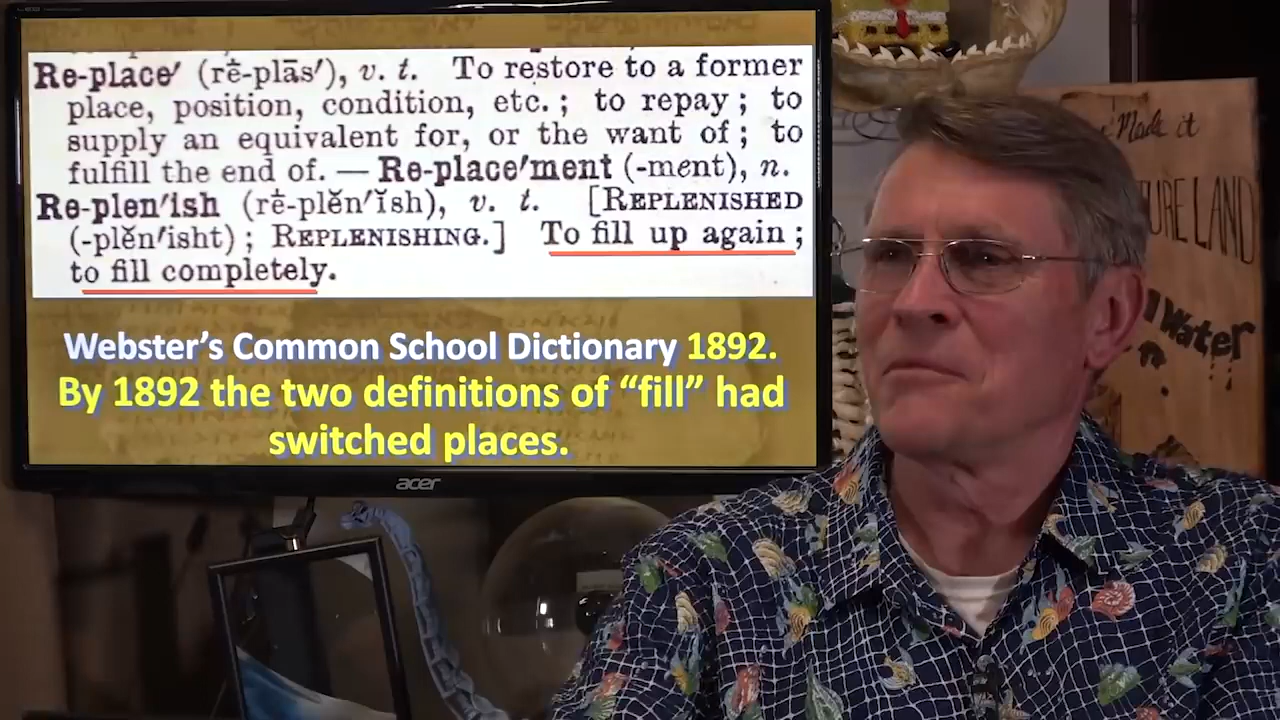 Re-place′ (rē̇-plās′), v. t. To restore to a former
place, position, condition, etc.; to repay; to
supply an equivalent for, or the want of; to
fulfill the end of. — Re-place′ment (-ment), n.
Re-plen′ish (rē̇-plĕn′ĭsh), v. t. [REPLENISHED
(-plĕn′isht); REPLENISHING.] To fill up again;
to fill completely.
Webster's Common School Dictionary 1892.
By 1892 the two definitions of “fill” had
switched places.
acer
Made it
LAND
Water